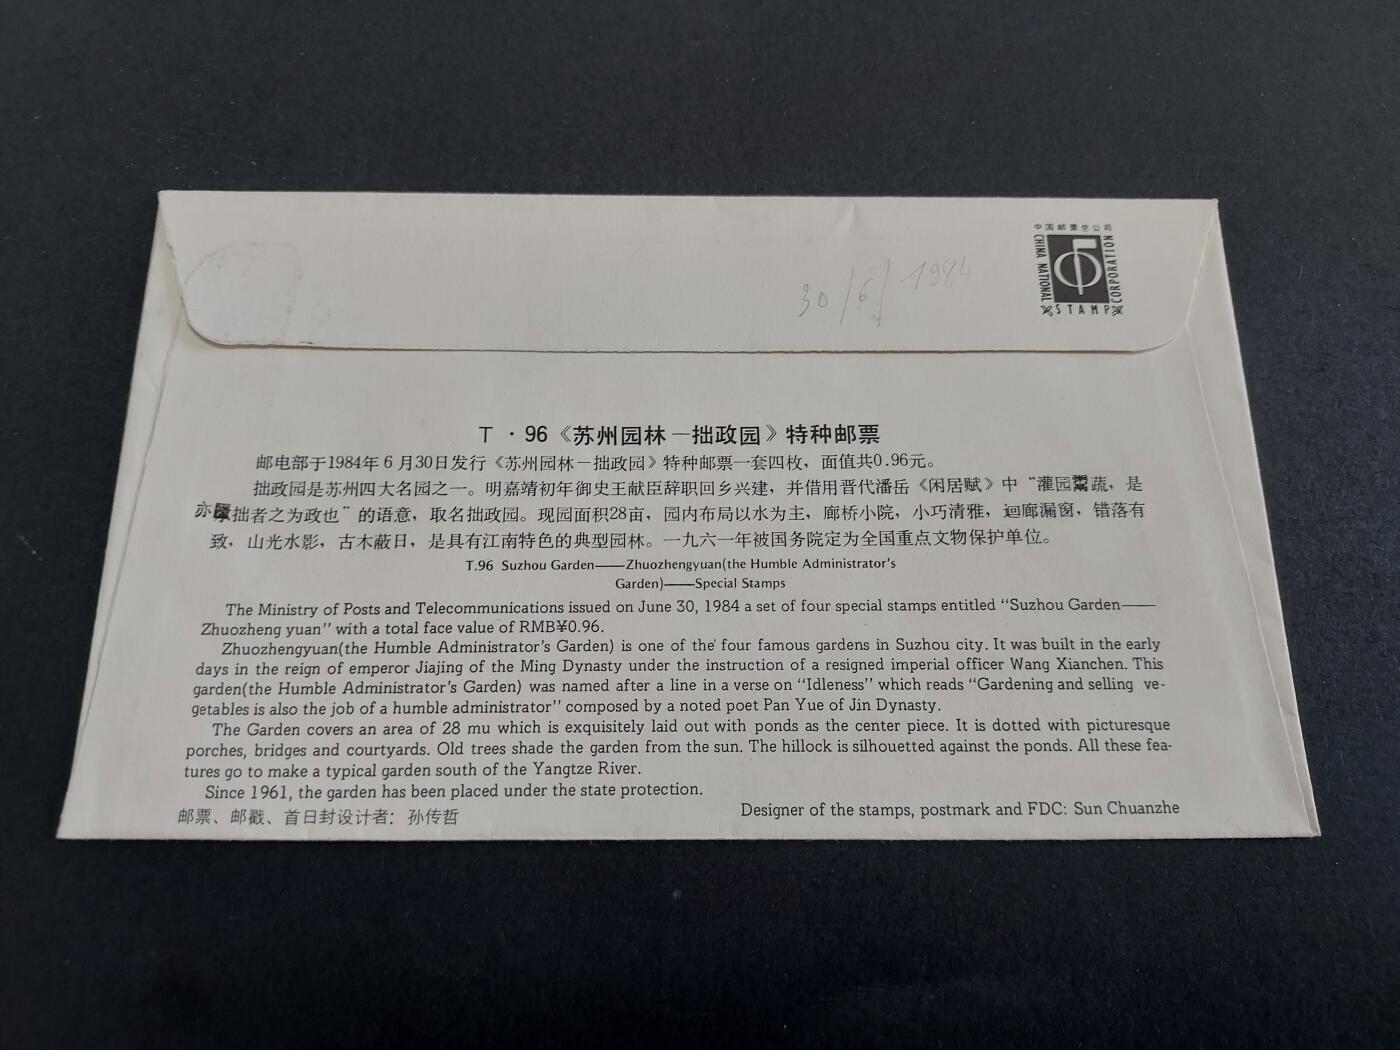 中国邮票总公司
CHINA NATIONAL
STAMP
CORPORATION
30/6/1984
T·96《苏州园林—拙政园》特种邮票
邮电部于1984年6月30日发行《苏州园林—拙政园》特种邮票一套四枚，面值共0.96元。
拙政园是苏州四大名园之一。明嘉靖初年御史王献臣辞职回乡兴建，并借用晋代潘岳《闲居赋》中“灌园鬻蔬，是
亦拙者之为政也”的语意，取名拙政园。现园面积28亩，园内布局以水为主，廊桥小院，小巧清雅，迴廊漏窗，错落有
致，山光水影，古木蔽日，是具有江南特色的典型园林。一九六一年被国务院定为全国重点文物保护单位。
T.96 Suzhou Garden——Zhuozhengyuan(the Humble Administrator's
Garden)——Special Stamps
The Ministry of Posts and Telecommunications issued on June 30, 1984 a set of four special stamps entitled “Suzhou Garden——
Zhuozheng yuan” with a total face value of RMB¥0.96.
Zhuozhengyuan(the Humble Administrator's Garden) is one of the four famous gardens in Suzhou city. It was built in the early
days in the reign of emperor Jiajing of the Ming Dynasty under the instruction of a resigned imperial officer Wang Xianchen. This
garden(the Humble Administrator's Garden) was named after a line in a verse on “Idleness” which reads “Gardening and selling ve-
getables is also the job of a humble administrator” composed by a noted poet Pan Yue of Jin Dynasty.
The Garden covers an area of 28 mu which is exquisitely laid out with ponds as the center piece. It is dotted with picturesque
porches, bridges and courtyards. Old trees shade the garden from the sun. The hillock is silhouetted against the ponds. All these fea-
tures go to make a typical garden south of the Yangtze River.
Since 1961, the garden has been placed under the state protection.
邮票、邮戳、首日封设计者：孙传哲
Designer of the stamps, postmark and FDC: Sun Chuanzhe